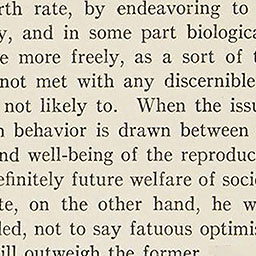 rth rate, by endeavoring to
y, and in some part biologica
e more freely, as a sort of t
not met with any discernible
not likely to. When the issu
n behavior is drawn between
nd well-being of the reproduc
efinitely future welfare of soci
te, on the other hand, he w
led, not to say fatuous optimis
ill outweigh the former